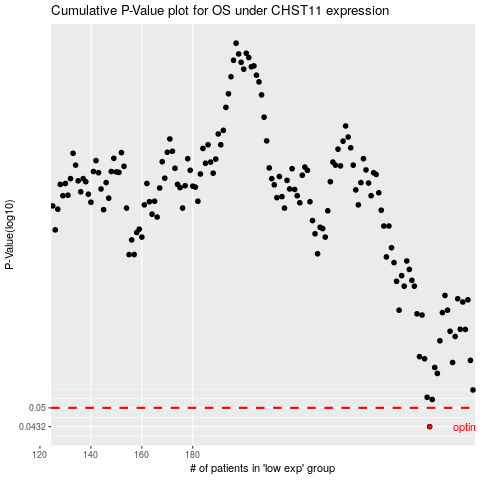 Cumulative P-Value plot for OS under CHST11 expression
P-Value(log10)
0.05
0.0432
optim
120 140 160 180
# of patients in 'low exp' group